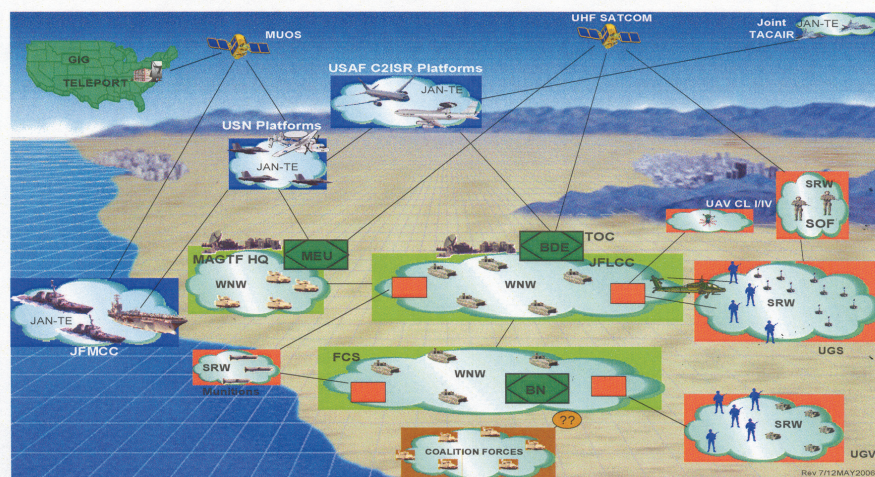 MUOS
UHF SATCOM
Joint
TACAIR
JAN-TE
GIG
TELEPORT
USAF C2ISR Platforms
JAN-TE
USN Platforms
JAN-TE
SRW
SOF
UAV CL I/IV
TOC
BDE
MEU
MAGTF HQ
JFLCC
WNW
WNW
SRW
UGS
JAN-TE
JFMCC
SRW
Munitions
FCS
WNW
BN
??
SRW
UGV
COALITION FORCES
Rev 7/12MAY2006